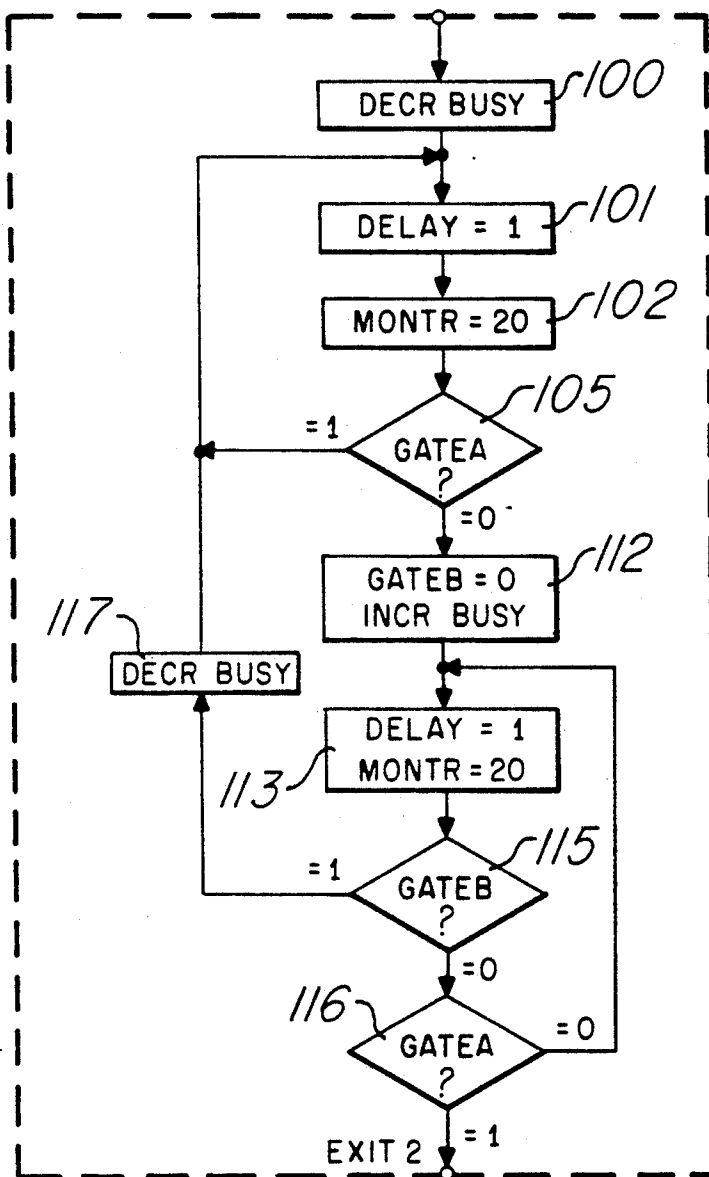 DECR BUSY
100
DELAY = 1
101
MONTR = 20
102
105
=1
GATEA
?
=0
GATEB = 0
INCR BUSY
112
117
DECR BUSY
DELAY = 1
MONTR = 20
113
115
=1
GATEB
?
=0
116
GATEA
?
=0
=1
EXIT 2